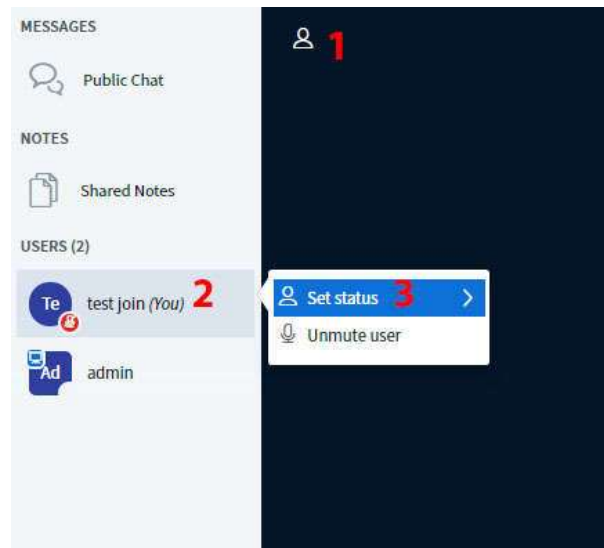 MESSAGES
1
Public Chat
NOTES
Shared Notes
USERS (2)
Te test join (You) 2
Set status 3
Unmute user
Ad admin